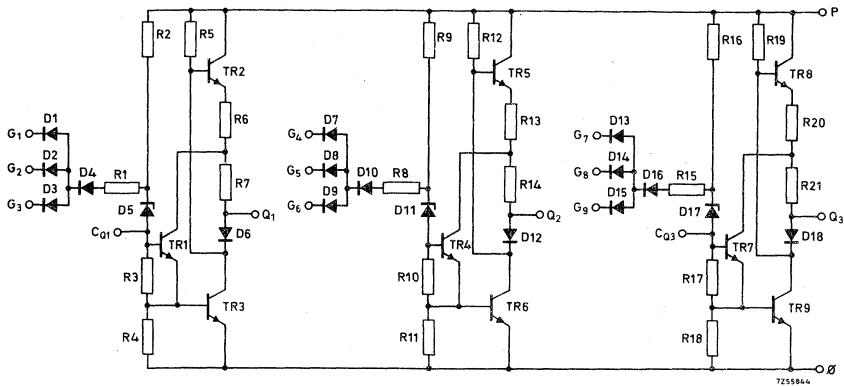 P
R2
R5
R9
R12
R16
R19
TR2
TR5
TR8
R6
R13
R20
D1
G1
D2
G2
D3
G3
D4
R1
D5
CQ1
TR1
R7
Q1
D6
R3
R4
TR3
D7
G4
D8
G5
D9
G6
D10
R8
D11
TR4
R14
Q2
D12
R10
R11
TR6
D13
G7
D14
G8
D15
G9
D16
R15
D17
CQ3
TR7
R21
Q3
D18
R17
R18
TR9
Ø
7Z55844